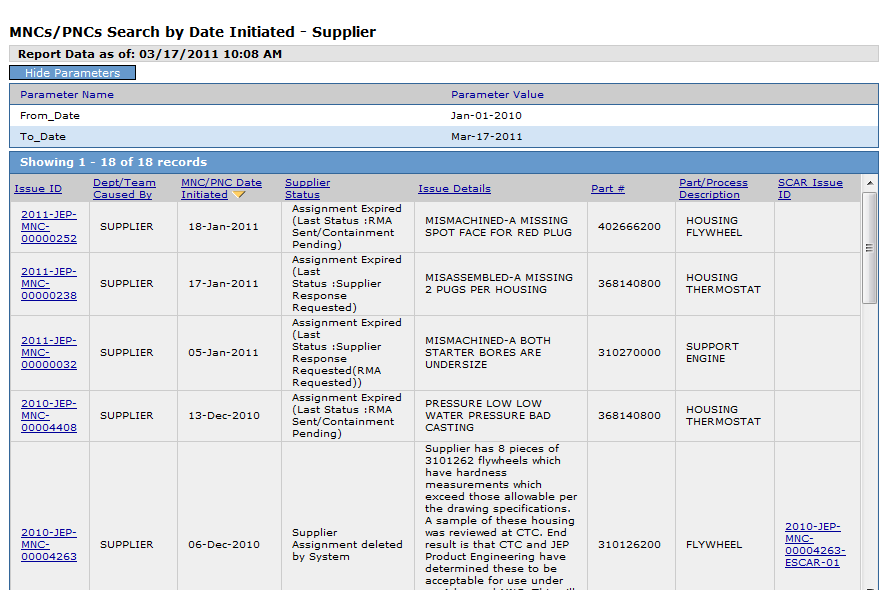 MNCs/PNCs Search by Date Initiated - Supplier
Report Data as of: 03/17/2011 10:08 AM
Hide Parameters
Parameter Name Parameter Value
From_Date Jan-01-2010
To_Date Mar-17-2011
Showing 1 - 18 of 18 records
Issue ID
Dept/Team
Caused By
MNC/PNC Date
Initiated
Supplier
Status
Issue Details
Part #
Part/Process
Description
SCAR Issue
ID
2011-JEP-
MNC-
00000252
SUPPLIER
18-Jan-2011
Assignment Expired
(Last Status :RMA
Sent/Containment
Pending)
MISMACHINED-A MISSING
SPOT FACE FOR RED PLUG
402666200
HOUSING
FLYWHEEL
2011-JEP-
MNC-
00000238
SUPPLIER
17-Jan-2011
Assignment Expired
(Last
Status :Supplier
Response
Requested)
MISASSEMBLED-A MISSING
2 PUGS PER HOUSING
368140800
HOUSING
THERMOSTAT
2011-JEP-
MNC-
00000032
SUPPLIER
05-Jan-2011
Assignment Expired
(Last
Status :Supplier
Response
Requested(RMA
Requested))
MISMACHINED-A BOTH
STARTER BORES ARE
UNDERSIZE
310270000
SUPPORT
ENGINE
2010-JEP-
MNC-
00004408
SUPPLIER
13-Dec-2010
Assignment Expired
(Last Status :RMA
Sent/Containment
Pending)
PRESSURE LOW LOW
WATER PRESSURE BAD
CASTING
368140800
HOUSING
THERMOSTAT
2010-JEP-
MNC-
00004263
SUPPLIER
06-Dec-2010
Supplier
Assignment deleted
by System
Supplier has 8 pieces of
3101262 flywheels which
have hardness
measurements which
exceed those allowable per
the drawing specifications.
A sample of these housing
was reviewed at CTC. End
result is that CTC and JEP
Product Engineering have
determined these to be
acceptable for use under
310126200
FLYWHEEL
2010-JEP-
MNC-
00004263-
ESCAR-01